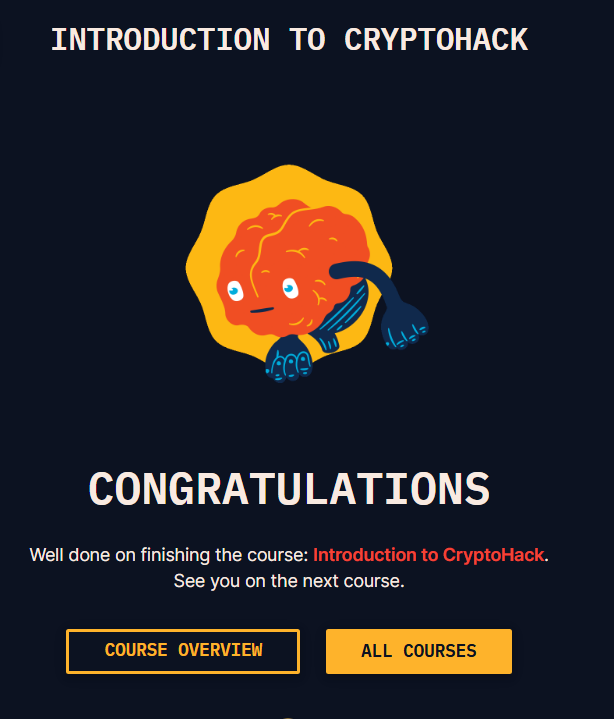 INTRODUCTION TO CRYPTOHACK
CONGRATULATIONS
Well done on finishing the course: Introduction to CryptoHack.
See you on the next course.
COURSE OVERVIEW
ALL COURSES